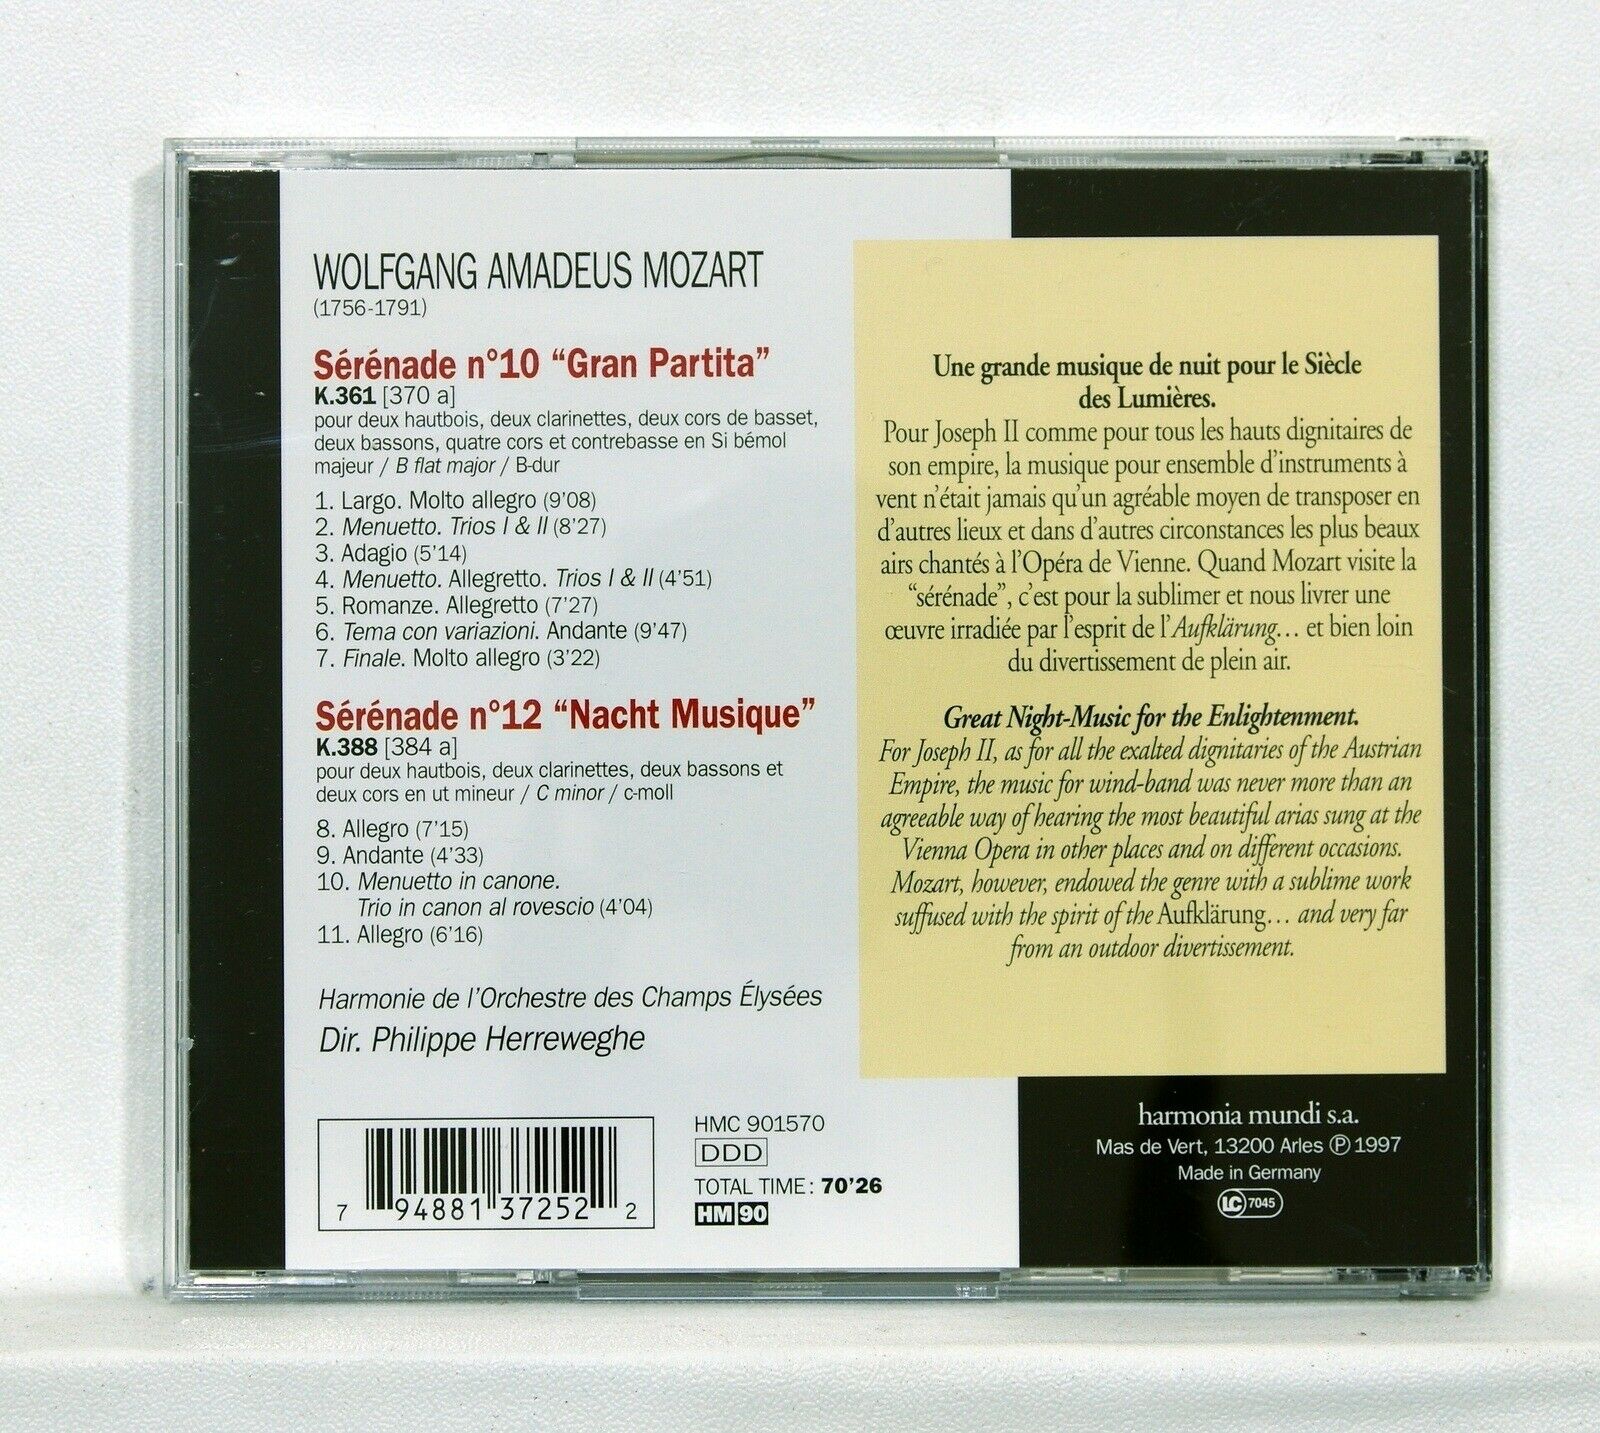 WOLFGANG AMADEUS MOZART
(1756-1791)
Sérénade n°10 “Gran Partita”
K.361 [370 a]
pour deux hautbois, deux clarinettes, deux cors de basset,
deux bassons, quatre cors et contrebasse en Si bémol
majeur / B flat major / B-dur
1. Largo. Molto allegro (9’08)
2. Menuetto. Trios I & II (8’27)
3. Adagio (5’14)
4. Menuetto. Allegretto. Trios I & II (4’51)
5. Romanze. Allegretto (7’27)
6. Tema con variazioni. Andante (9’47)
7. Finale. Molto allegro (3’22)
Sérénade n°12 “Nacht Musique”
K.388 [384 a]
pour deux hautbois, deux clarinettes, deux bassons et
deux cors en ut mineur / C minor / c-moll
8. Allegro (7’15)
9. Andante (4’33)
10. Menuetto in canone.
Trio in canon al rovescio (4’04)
11. Allegro (6’16)
Harmonie de l’Orchestre des Champs Élysées
Dir. Philippe Herreweghe
7 94881 37252 2
HMC 901570
DDD
TOTAL TIME : 70’26
HM 90
Une grande musique de nuit pour le Siècle
des Lumières.
Pour Joseph II comme pour tous les hauts dignitaires de
son empire, la musique pour ensemble d’instruments à
vent n’était jamais qu’un agréable moyen de transposer en
d’autres lieux et dans d’autres circonstances les plus beaux
airs chantés à l’Opéra de Vienne. Quand Mozart visite la
“sérénade”, c’est pour la sublimer et nous livrer une
œuvre irradiée par l’esprit de l’Aufklärung... et bien loin
du divertissement de plein air.
Great Night-Music for the Enlightenment.
For Joseph II, as for all the exalted dignitaries of the Austrian
Empire, the music for wind-band was never more than an
agreeable way of hearing the most beautiful arias sung at the
Vienna Opera in other places and on different occasions.
Mozart, however, endowed the genre with a sublime work
suffused with the spirit of the Aufklärung... and very far
from an outdoor divertissement.
harmonia mundi s.a.
Mas de Vert, 13200 Arles ℗ 1997
Made in Germany
LC 7045